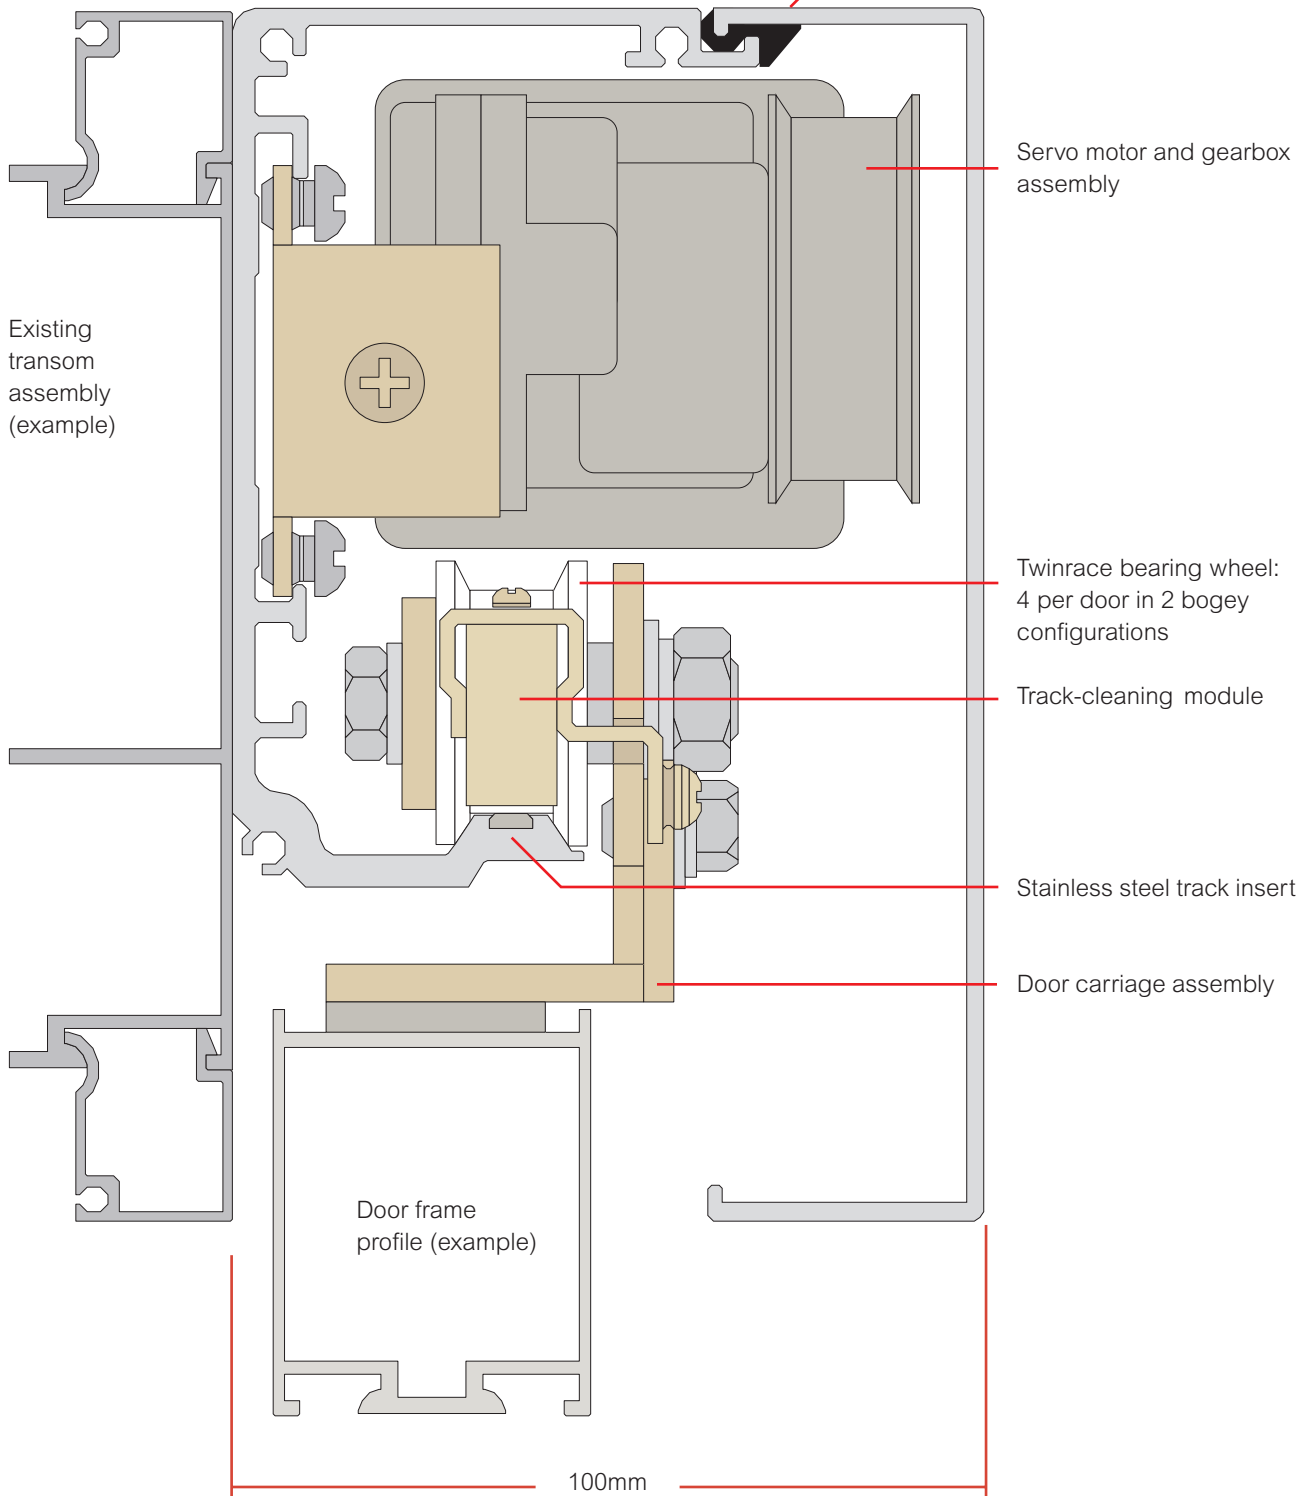 Servo motor and gearbox
assembly
Existing
transom
assembly
(example)
Twinrace bearing wheel:
4 per door in 2 bogey
configurations
Track-cleaning module
Stainless steel track insert
Door carriage assembly
Door frame
profile (example)
100mm